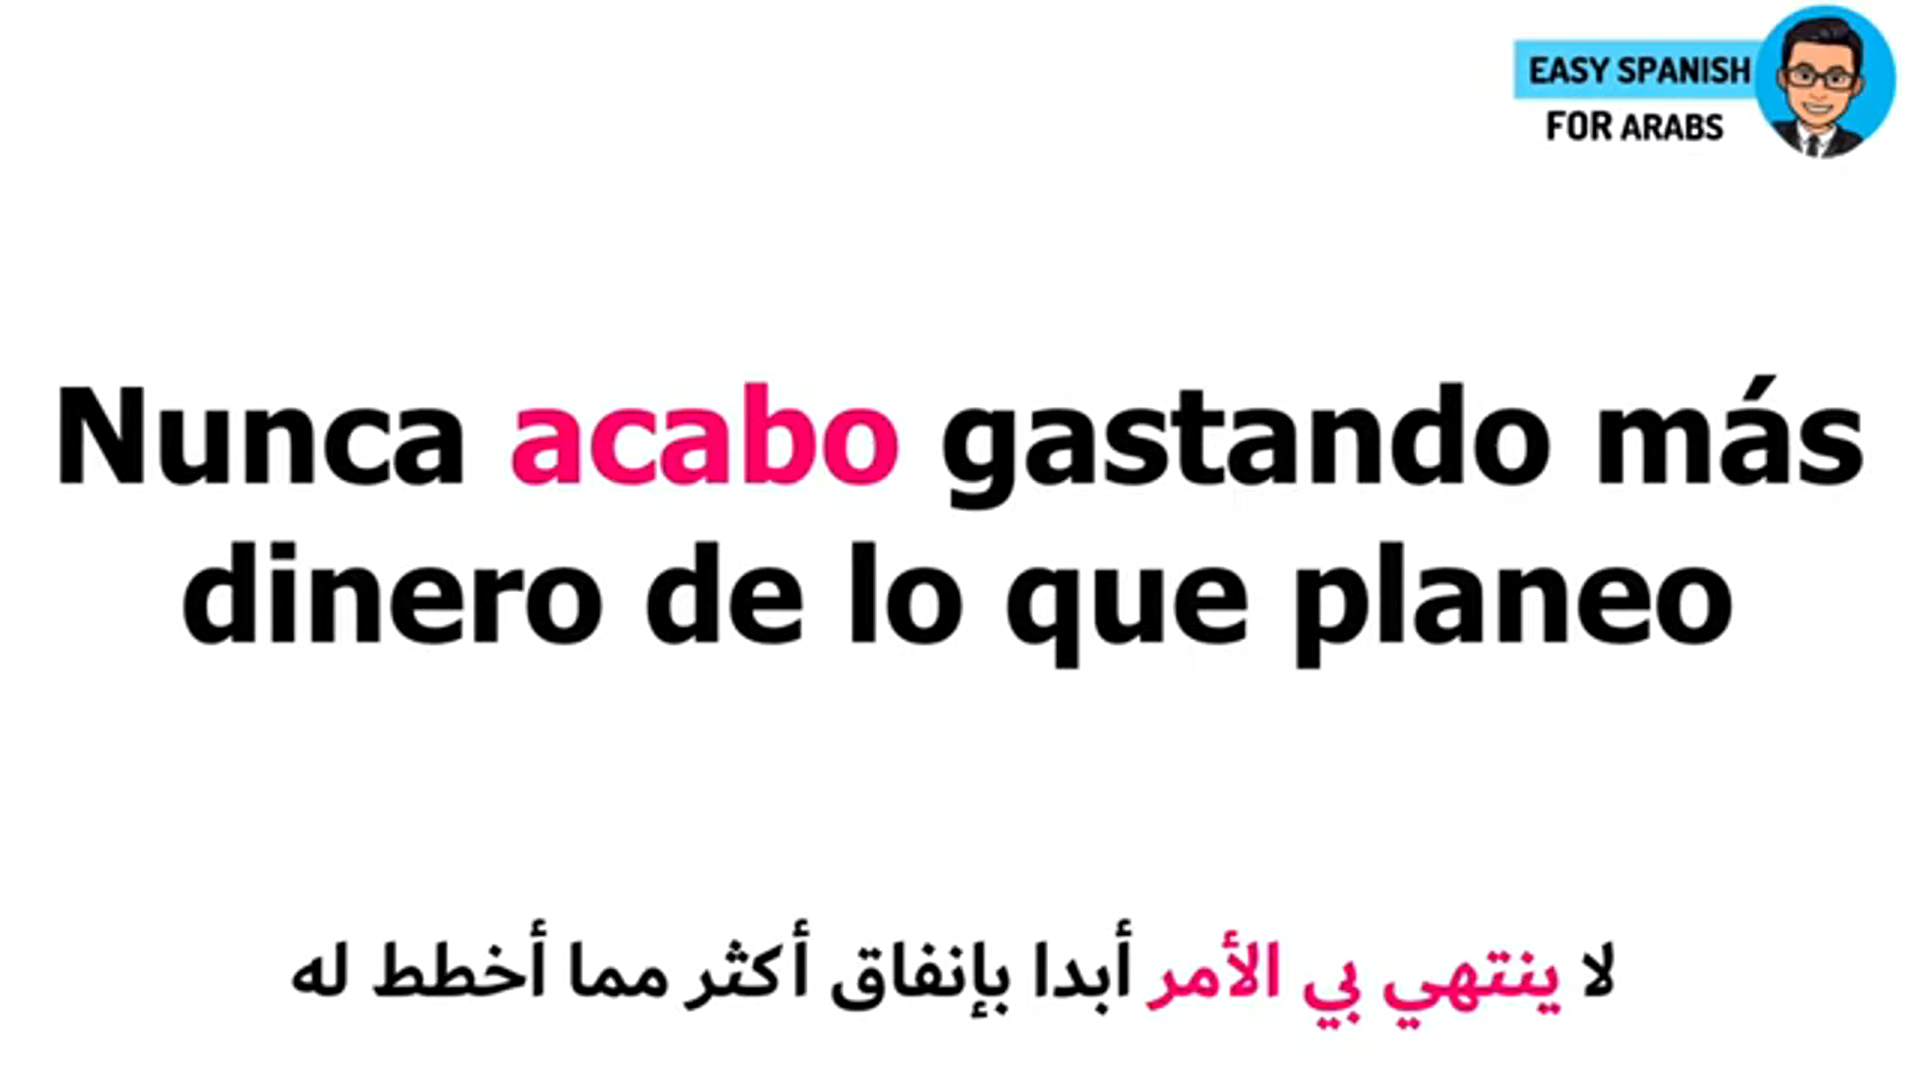 EASY SPANISH
FOR ARABS
Nunca acabo gastando más
dinero de lo que planeo
لا ينتهي بي الأمر أبدا بإنفاق أكثر مما أخطط له